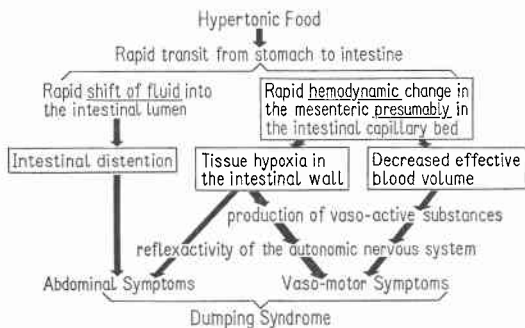 Hypertonic Food
Rapid transit from stomach to intestine
Rapid shift of fluid into
the intestinal lumen
Rapid hemodynamic change in
the mesenteric presumably in
the intestinal capillary bed
Intestinal distention
Tissue hypoxia in
the intestinal wall
Decreased effective
blood volume
production of vaso-active substances
reflexactivity of the autonomic nervous system
Abdominal Symptoms
Vaso-motor Symptoms
Dumping Syndrome